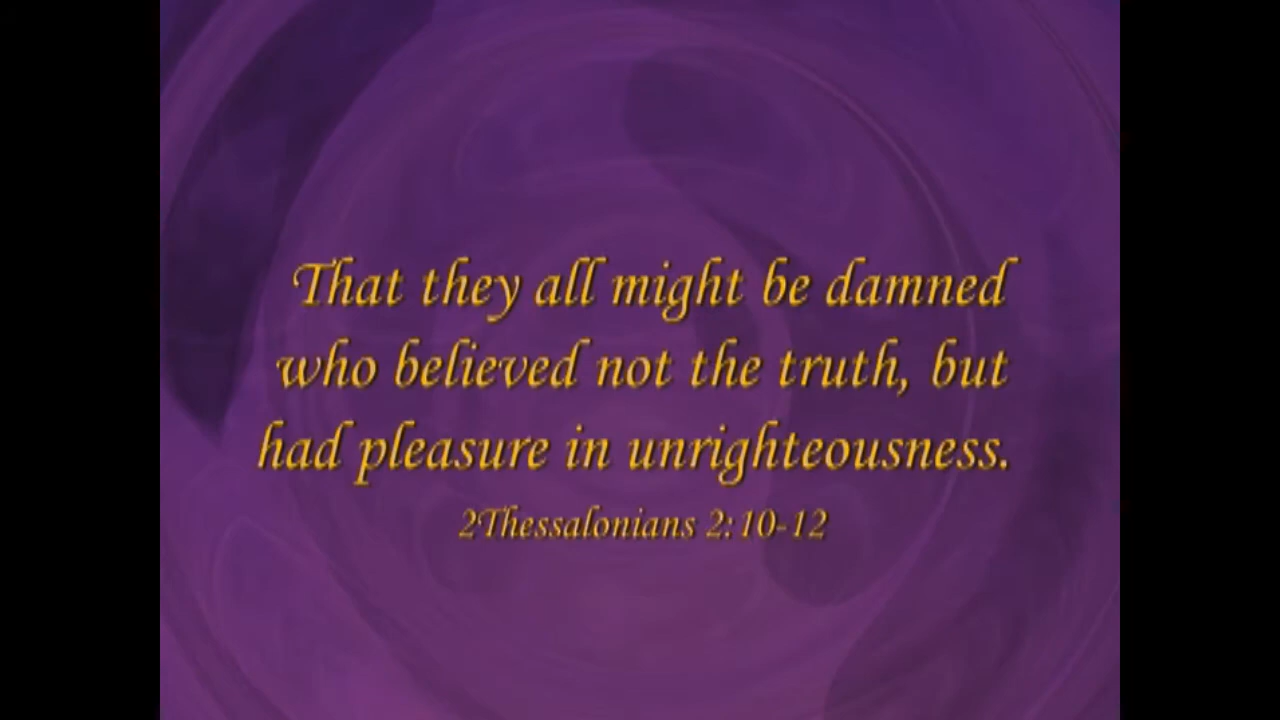 That they all might be damned
who believed not the truth, but
had pleasure in unrighteousness.
2Thessalonians 2:10-12